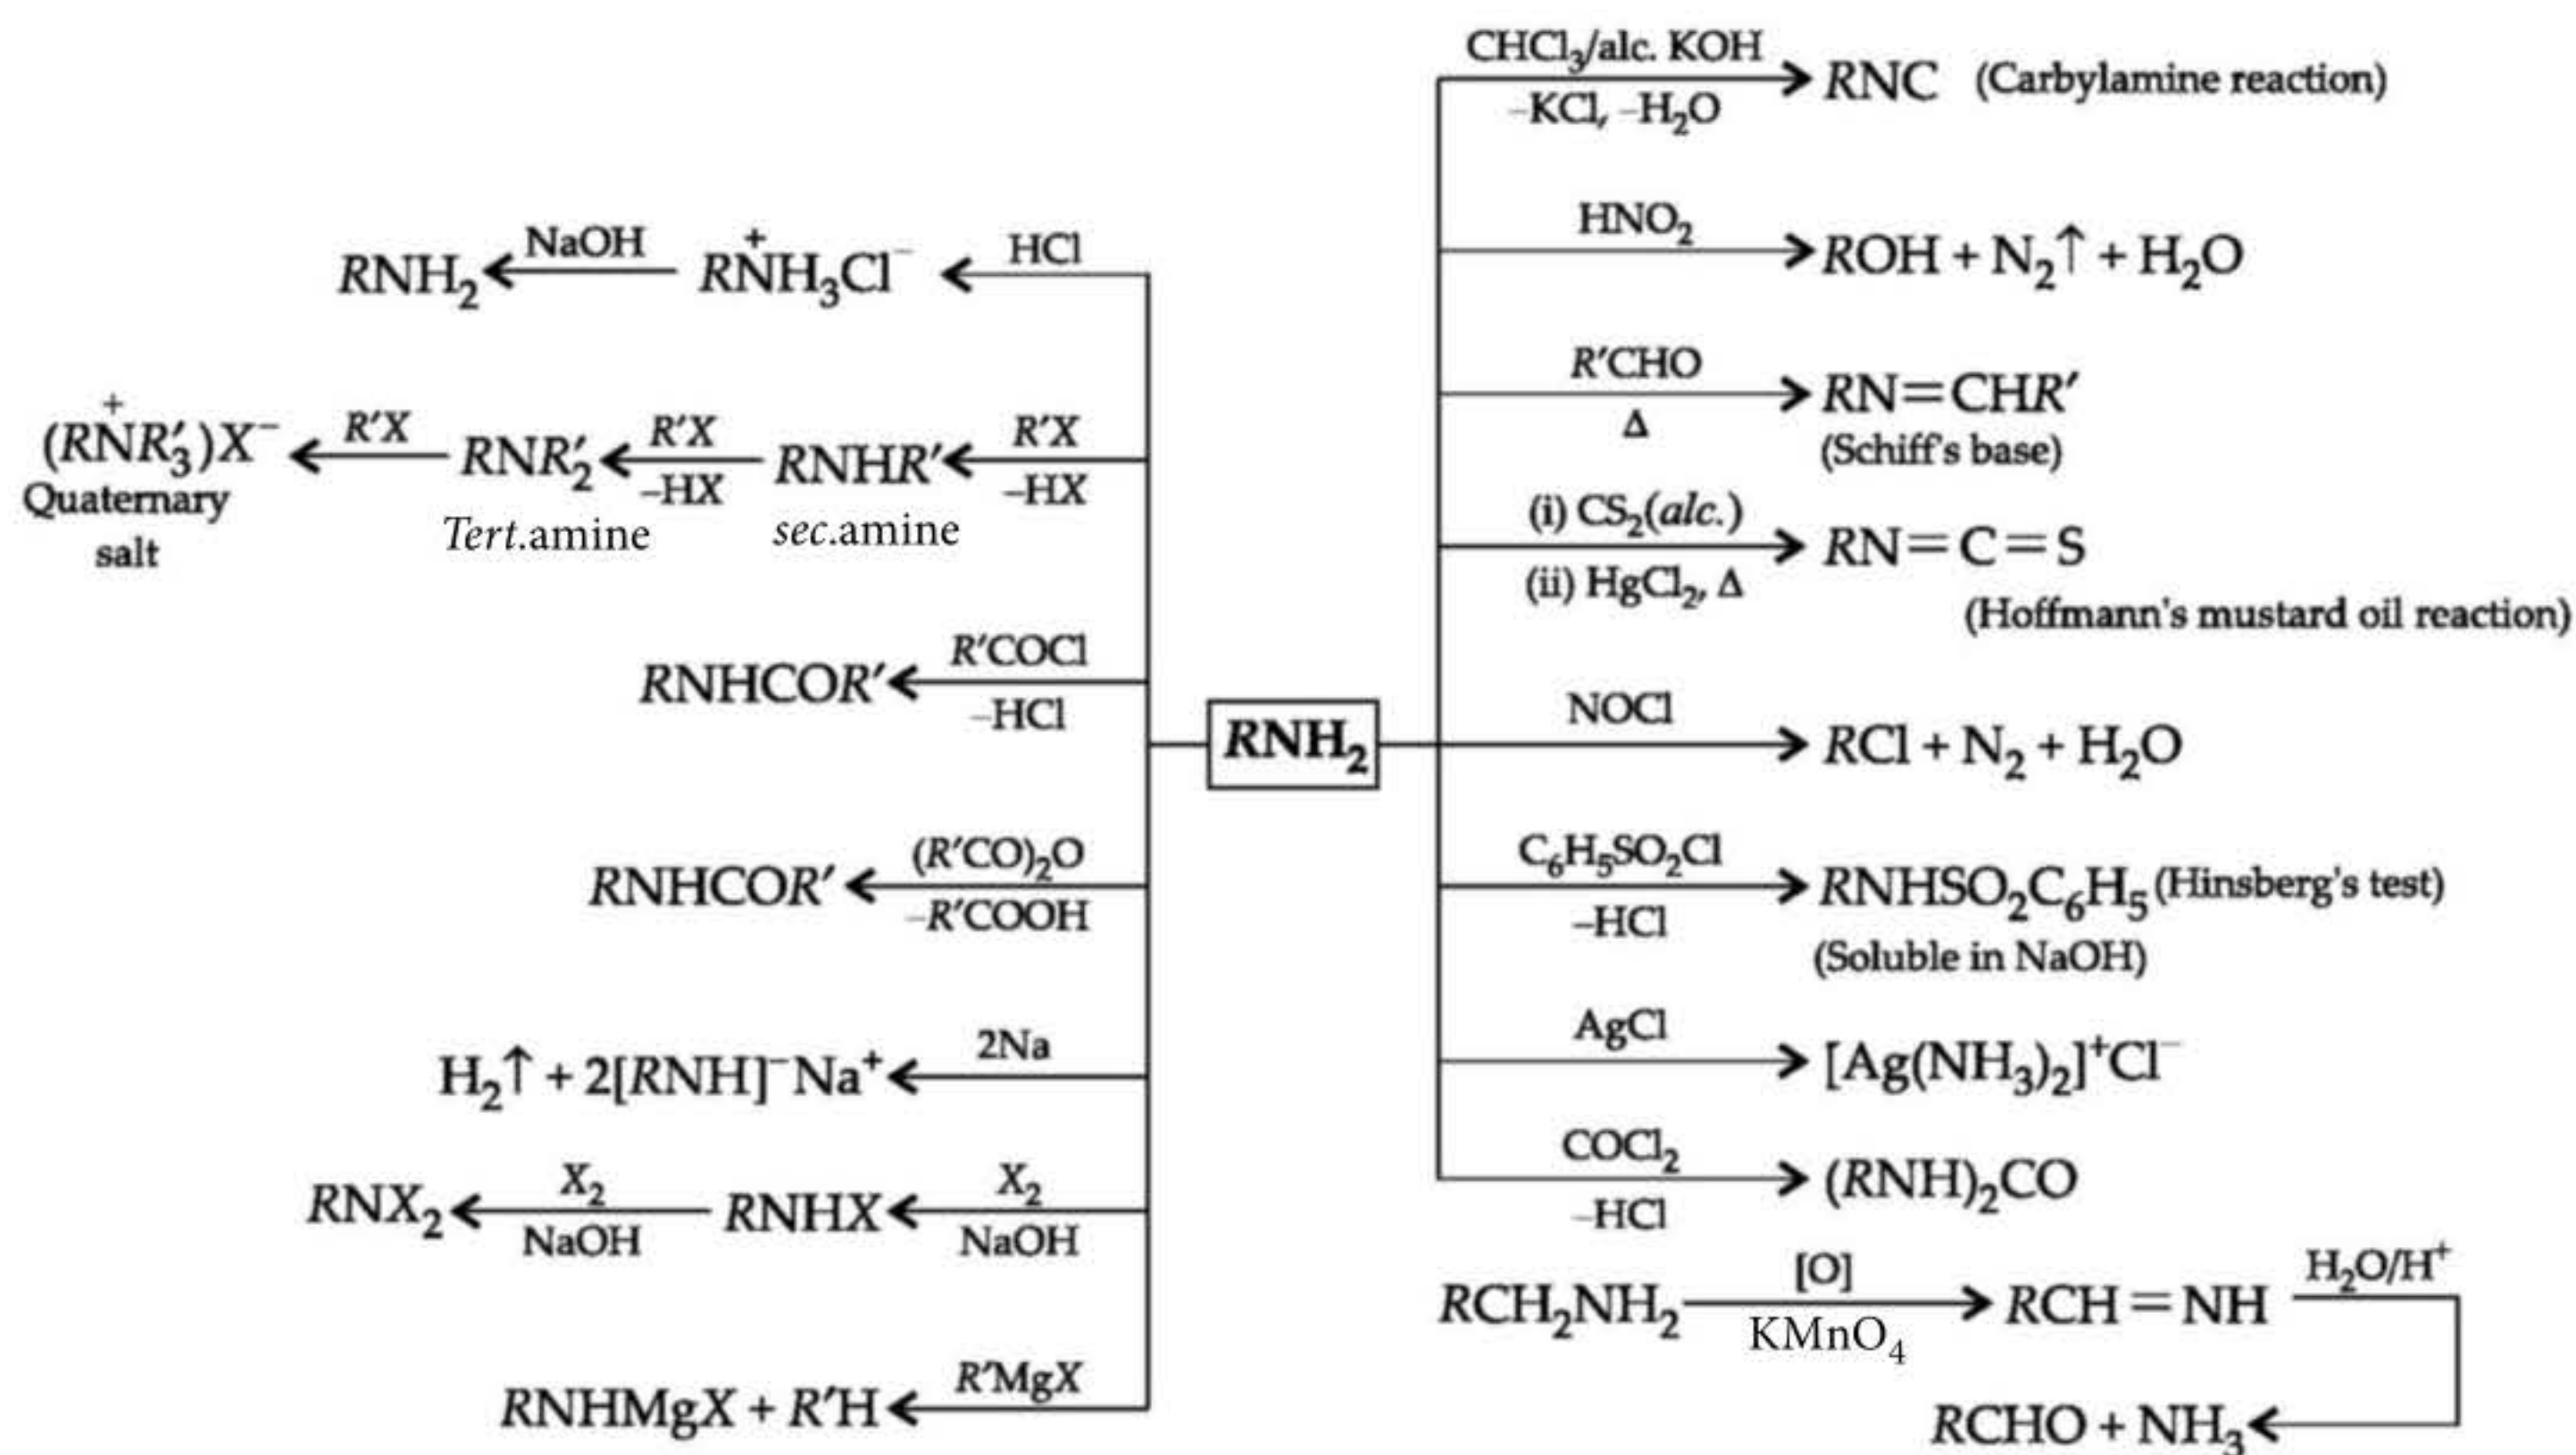 CHCl₃/alc. KOH
–KCl, –H₂O
RNC (Carbylamine reaction)
HNO₂
ROH + N₂↑ + H₂O
R′CHO
Δ
RN=CHR′
(Schiff's base)
(i) CS₂(alc.)
(ii) HgCl₂, Δ
RN=C=S
(Hoffmann's mustard oil reaction)
NOCl
RCl + N₂ + H₂O
C₆H₅SO₂Cl
–HCl
RNHSO₂C₆H₅ (Hinsberg's test)
(Soluble in NaOH)
AgCl
[Ag(NH₃)₂]⁺Cl⁻
COCl₂
–HCl
(RNH)₂CO
RCH₂NH₂ [O] KMnO₄ RCH=NH H₂O/H⁺
RCHO + NH₃
RNH₂
HCl
RN⁺H₃Cl⁻
NaOH
RNH₂
R′X
–HX
RNHR′
sec.amine
R′X
–HX
RNR′₂
Tert.amine
R′X
(RN⁺R′₃)X⁻
Quaternary
salt
R′COCl
–HCl
RNHCOR′
(R′CO)₂O
–R′COOH
RNHCOR′
2Na
H₂↑ + 2[RNH]⁻Na⁺
X₂
NaOH
RNHX
X₂
NaOH
RNX₂
R′MgX
RNHMgX + R′H